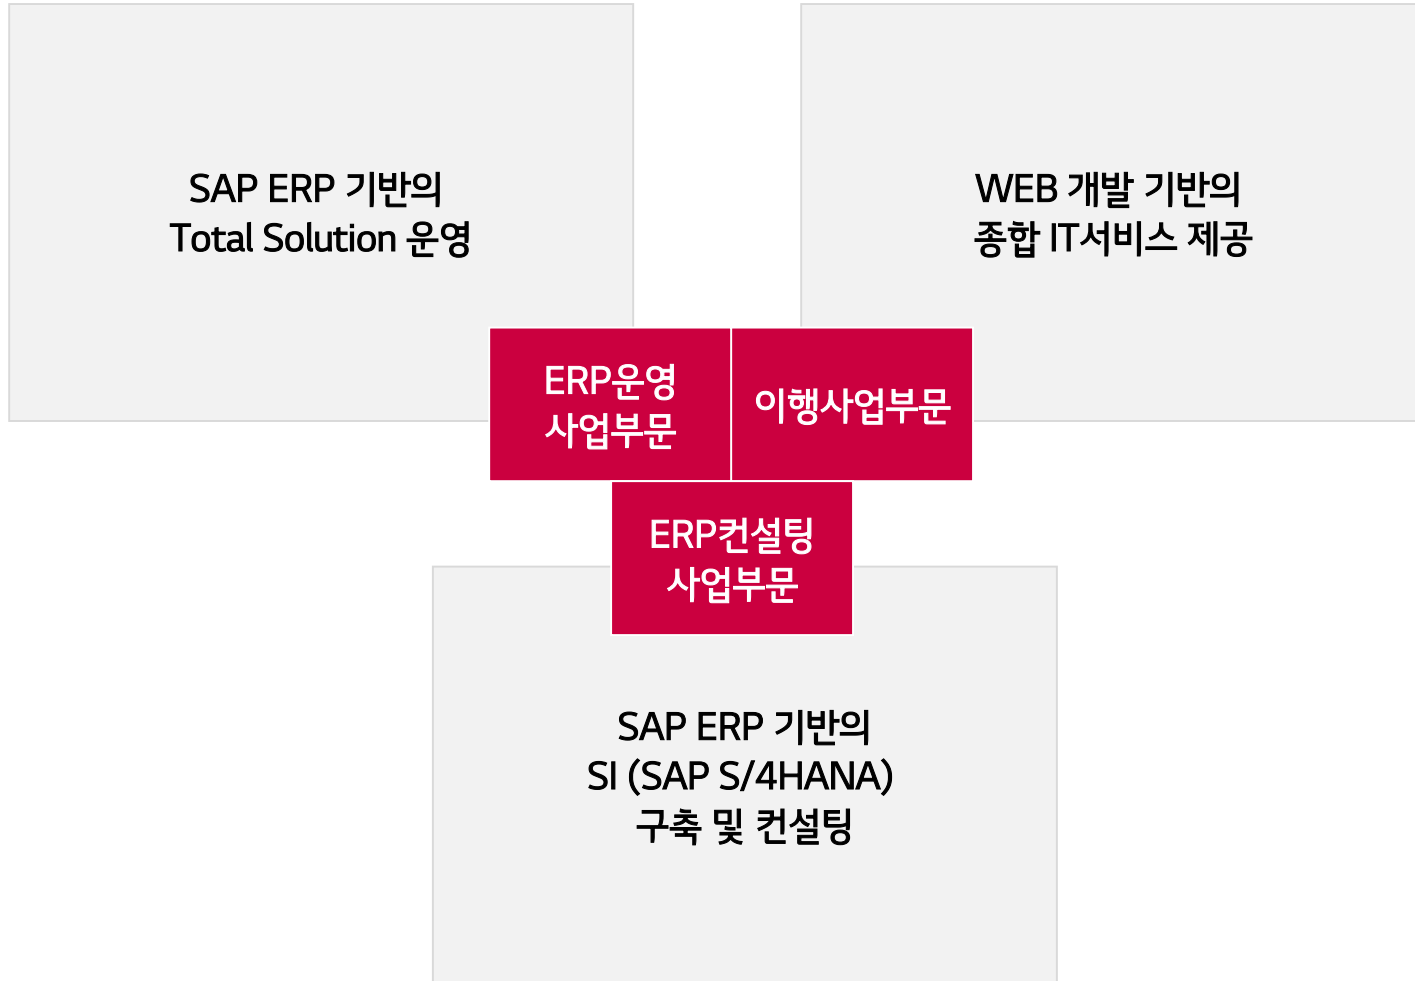 SAP ERP 기반의
Total Solution 운영
WEB 개발 기반의
종합 IT서비스 제공
ERP운영
사업부문
이행사업부문
ERP컨설팅
사업부문
SAP ERP 기반의
SI (SAP S/4HANA)
구축 및 컨설팅